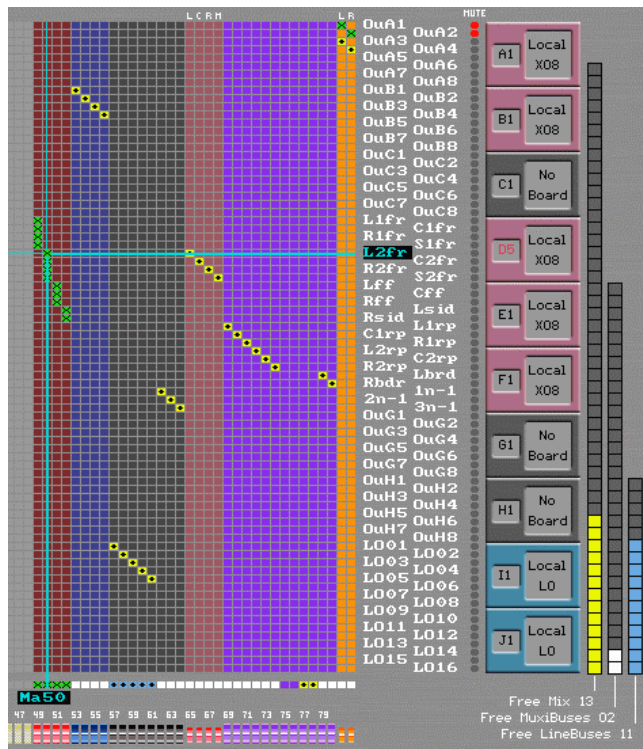 L C R M L R MUTE
OuA1
OuA2
OuA3
OuA4
OuA5
OuA6
OuA7
OuA8
OuB1
OuB2
OuB3
OuB4
OuB5
OuB6
OuB7
OuB8
OuC1
OuC2
OuC3
OuC4
OuC5
OuC6
OuC7
OuC8
L1fr
C1fr
R1fr
S1fr
L2fr
C2fr
R2fr
S2fr
Lff
Cff
Rff
Lsid
Rsid
L1rp
C1rp
R1rp
L2rp
C2rp
R2rp
Lbrd
Rbdr
1n-1
2n-1
3n-1
OuG1
OuG2
OuG3
OuG4
OuG5
OuG6
OuG7
OuG8
OuH1
OuH2
OuH3
OuH4
OuH5
OuH6
OuH7
OuH8
LO01
LO02
LO03
LO04
LO05
LO06
LO07
LO08
LO09
LO10
LO11
LO12
LO13
LO14
LO15
LO16
A1 Local
X08
B1 Local
X08
C1 No
Board
D5 Local
X08
E1 Local
X08
F1 Local
X08
G1 No
Board
H1 No
Board
I1 Local
LO
J1 Local
LO
Ma50
47 49 51 53 55 57 59 61 63 65 67 69 71 73 75 77 79
Free Mix 13
Free MuxiBuses 02
Free LineBuses 11